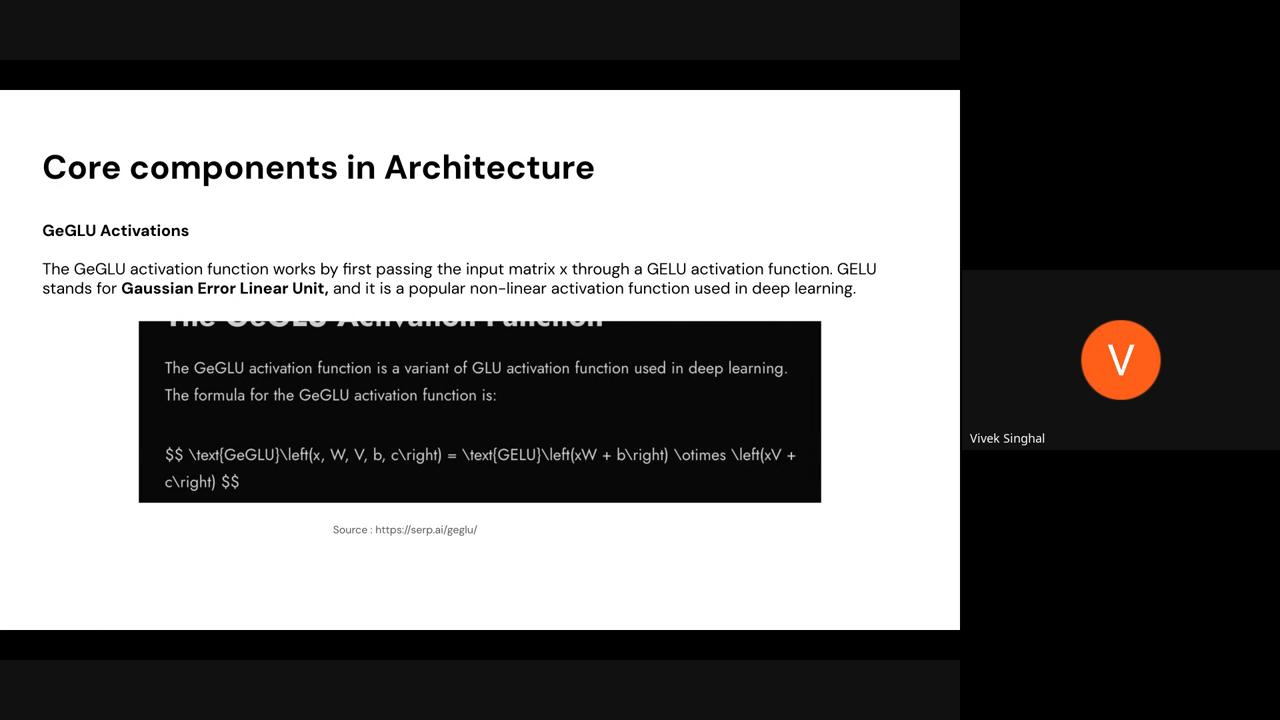 Core components in Architecture
GeGLU Activations
The GeGLU activation function works by first passing the input matrix x through a GELU activation function. GELU
stands for Gaussian Error Linear Unit, and it is a popular non-linear activation function used in deep learning.
The GeGLU Activation Function
The GeGLU activation function is a variant of GLU activation function used in deep learning.
The formula for the GeGLU activation function is:
$$ \text{GeGLU}\left(x, W, V, b, c\right) = \text{GELU}\left(xW + b\right) \otimes \left(xV +
c\right) $$
Source : https://serp.ai/geglu/
V
Vivek Singhal